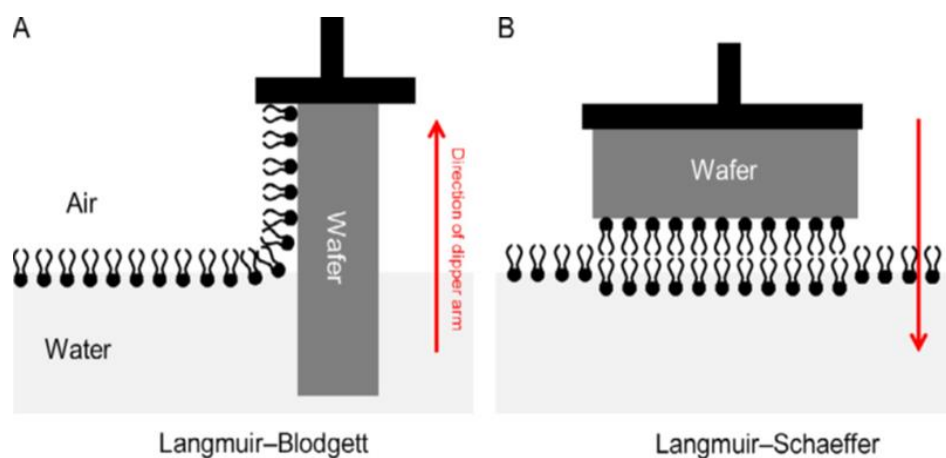 A
B
Wafer
Air
Wafer
Direction of dipper arm
Water
Langmuir–Blodgett
Langmuir–Schaeffer